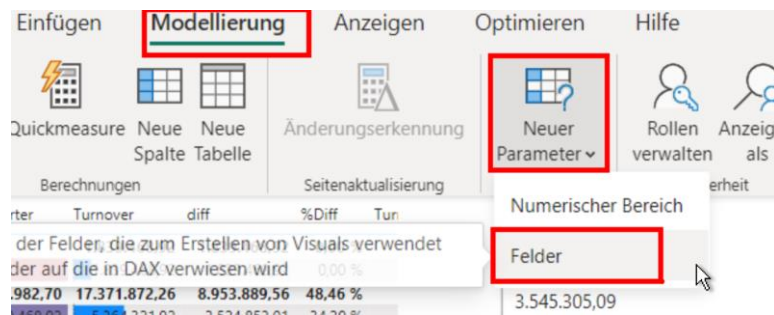 Einfügen Modellierung Anzeigen Optimieren Hilfe
Quickmeasure Neue Neue Änderungserkennung Neuer Rollen Anzeig
Spalte Tabelle Parameter verwalten als
Berechnungen Seitenaktualisierung erheit
rter Turnover diff %Diff Tur
Numerischer Bereich
der Felder, die zum Erstellen von Visuals verwendet
der auf die in DAX verwiesen wird 0,00 %
Felder
.982,70 17.371.872,26 8.953.889,56 48,46 %
3.545.305,09